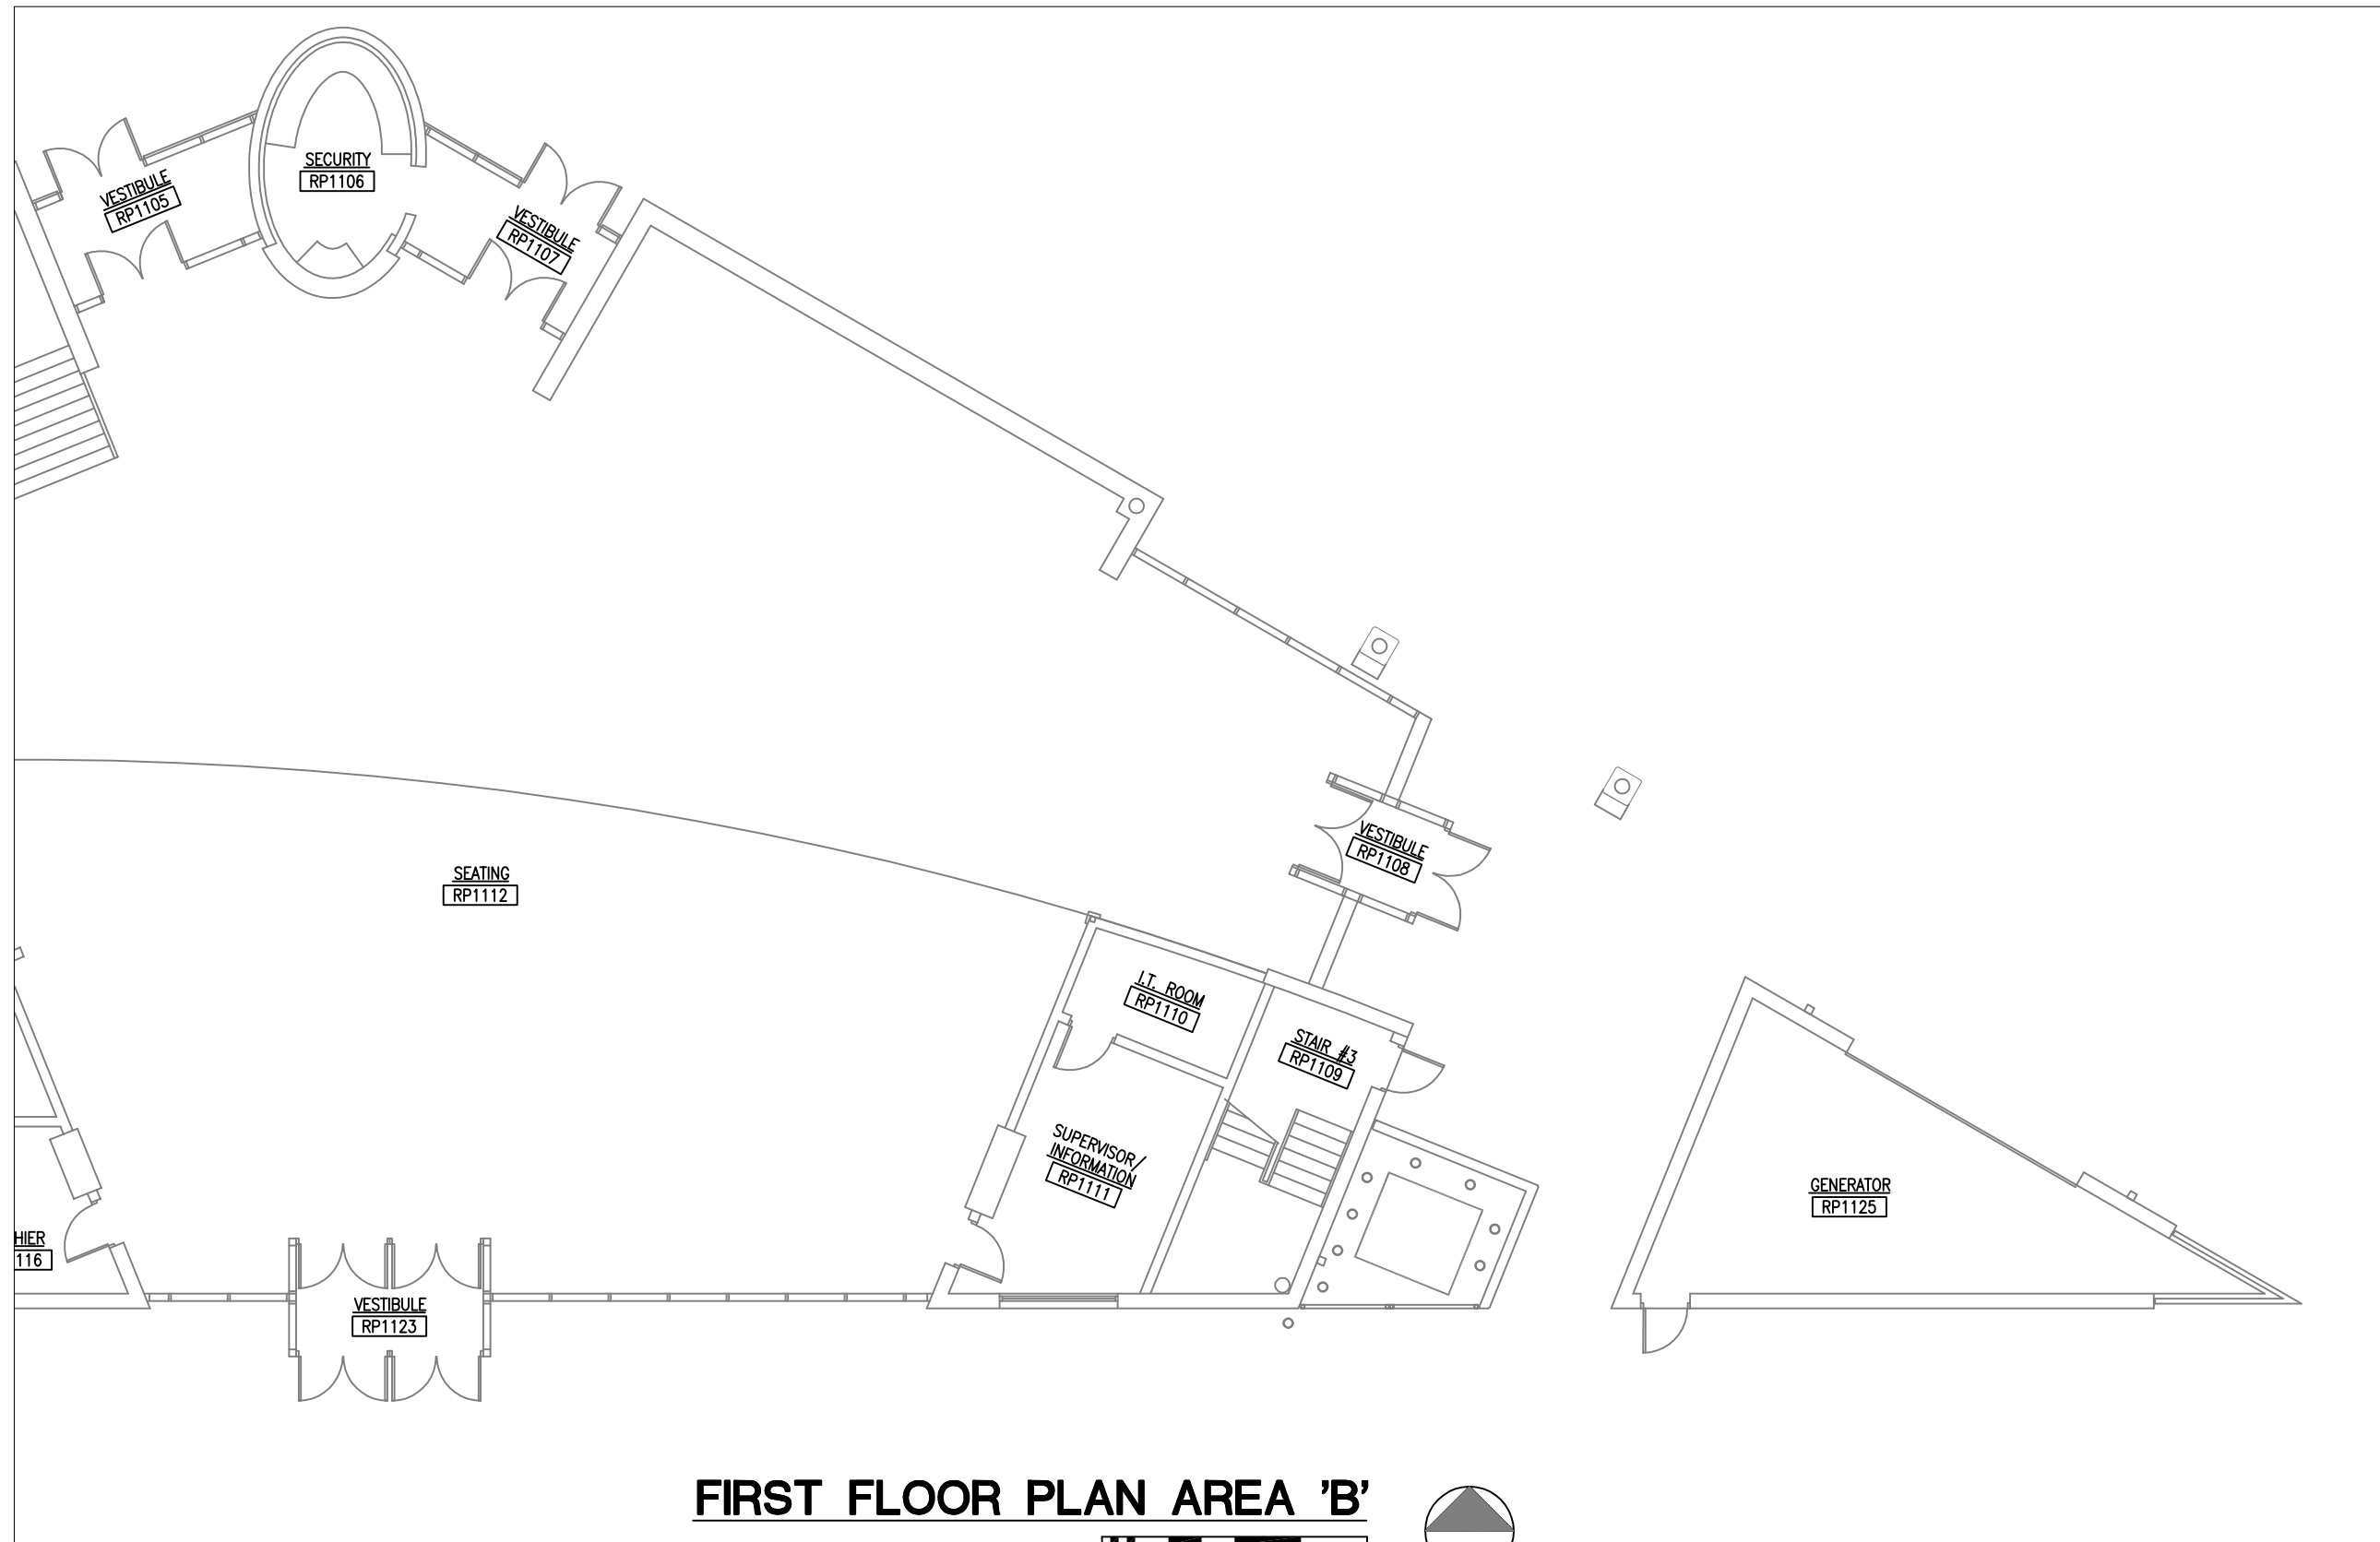 SECURITY
RP1106
VESTIBULE
RP1105
VESTIBULE
RP1107
VESTIBULE
RP1108
SEATING
RP1112
I.T. ROOM
RP1110
STAIR #3
RP1109
SUPERVISOR/
INFORMATION
RP1111
GENERATOR
RP1125
HIER
116
VESTIBULE
RP1123
FIRST FLOOR PLAN AREA 'B'